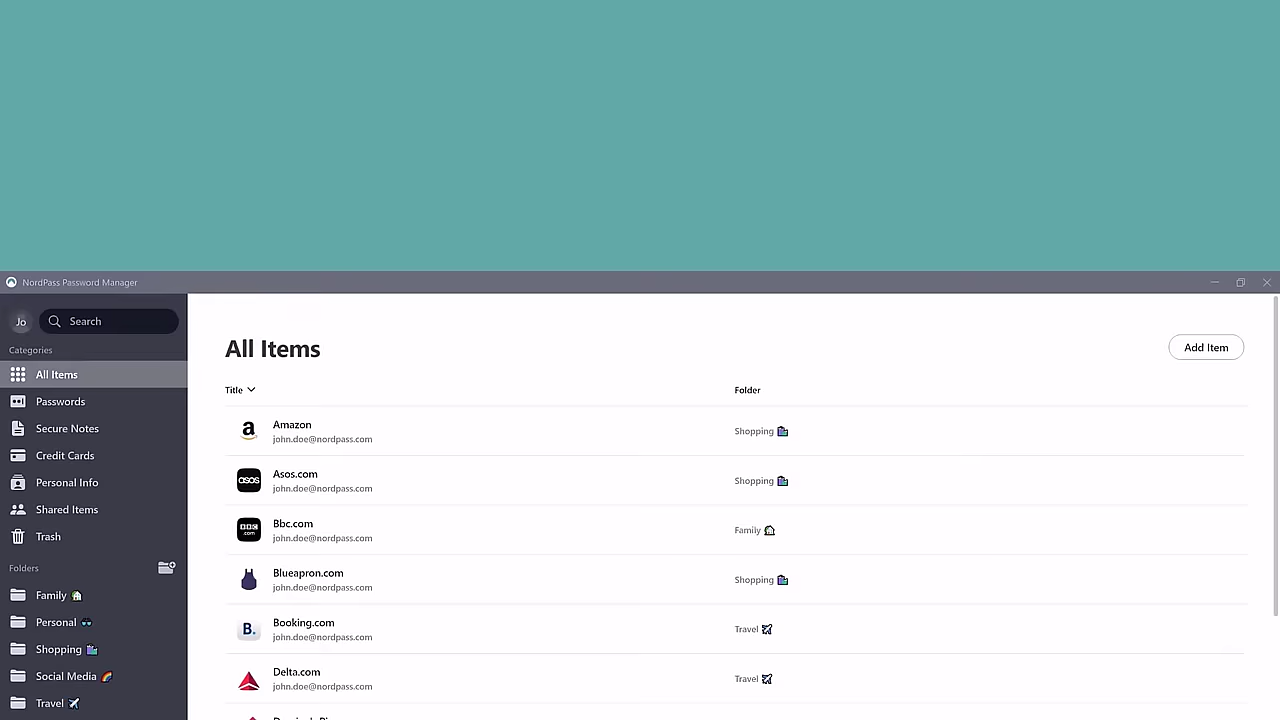 NordPass Password Manager
Jo
Search
Categories
All Items
Passwords
Secure Notes
Credit Cards
Personal Info
Shared Items
Trash
Folders
Family
Personal
Shopping
Social Media
Travel
All Items
Add Item
Title
Folder
a
Amazon
john.doe@nordpass.com
Shopping
asos
Asos.com
john.doe@nordpass.com
Shopping
BBC
.com
Bbc.com
john.doe@nordpass.com
Family
Blueapron.com
john.doe@nordpass.com
Shopping
B.
Booking.com
john.doe@nordpass.com
Travel
Delta.com
john.doe@nordpass.com
Travel